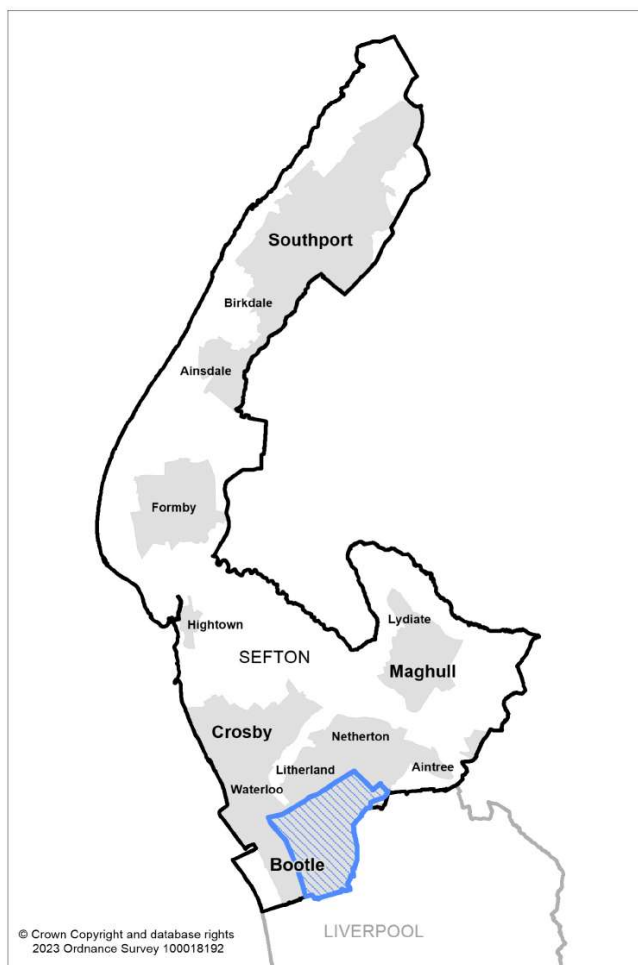 Southport
Birkdale
Ainsdale
Formby
Hightown
Lydiate
SEFTON
Maghull
Crosby
Netherton
Litherland
Aintree
Waterloo
Bootle
© Crown Copyright and database rights
2023 Ordnance Survey 100018192
LIVERPOOL